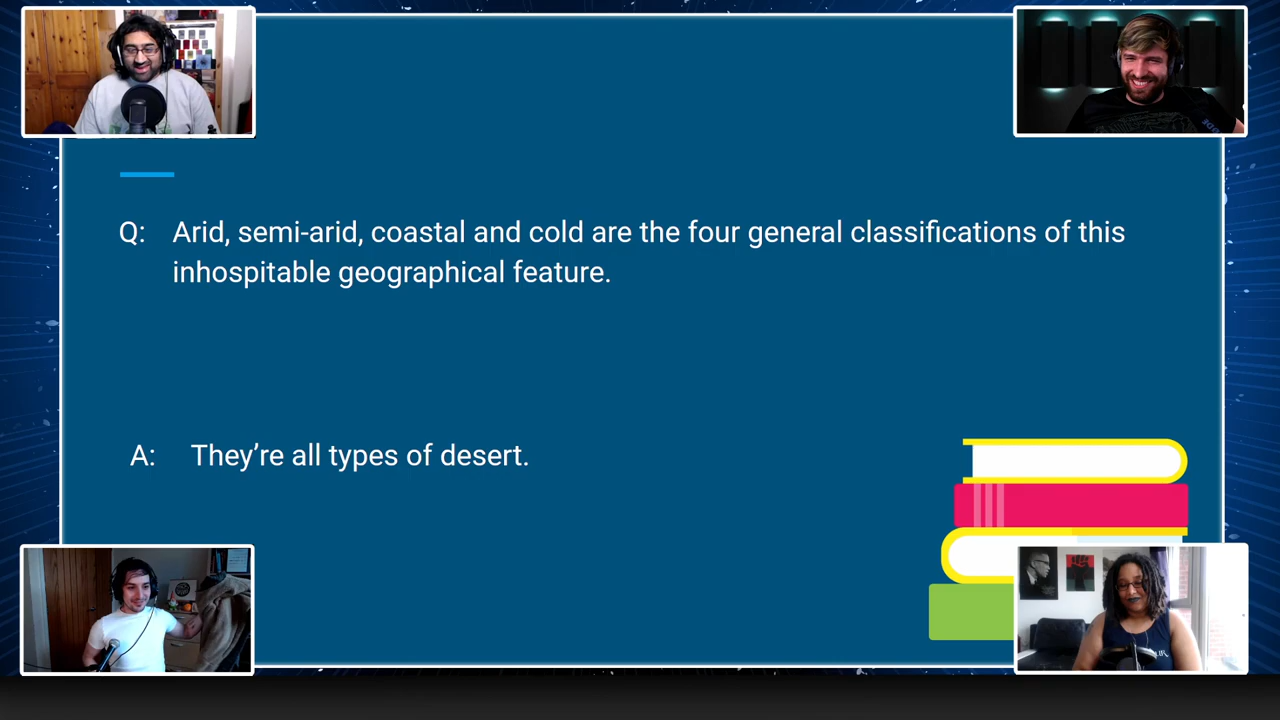 Q: Arid, semi-arid, coastal and cold are the four general classifications of this
inhospitable geographical feature.
A: They’re all types of desert.